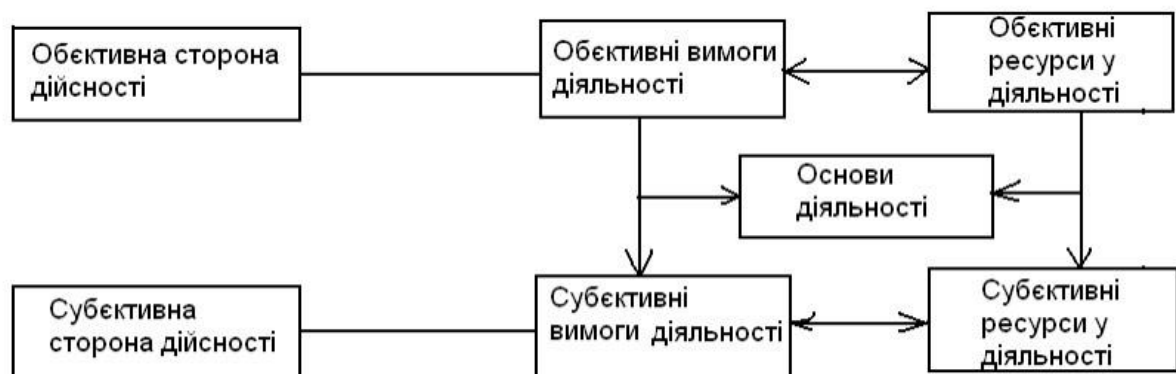 Обєктивна сторона
дійсності
Обєктивні вимоги
діяльності
Обєктивні
ресурси у
діяльності
Основи
діяльності
Субєктивна
сторона дійсності
Субєктивні
вимоги діяльності
Субєктивні
ресурси у
діяльності